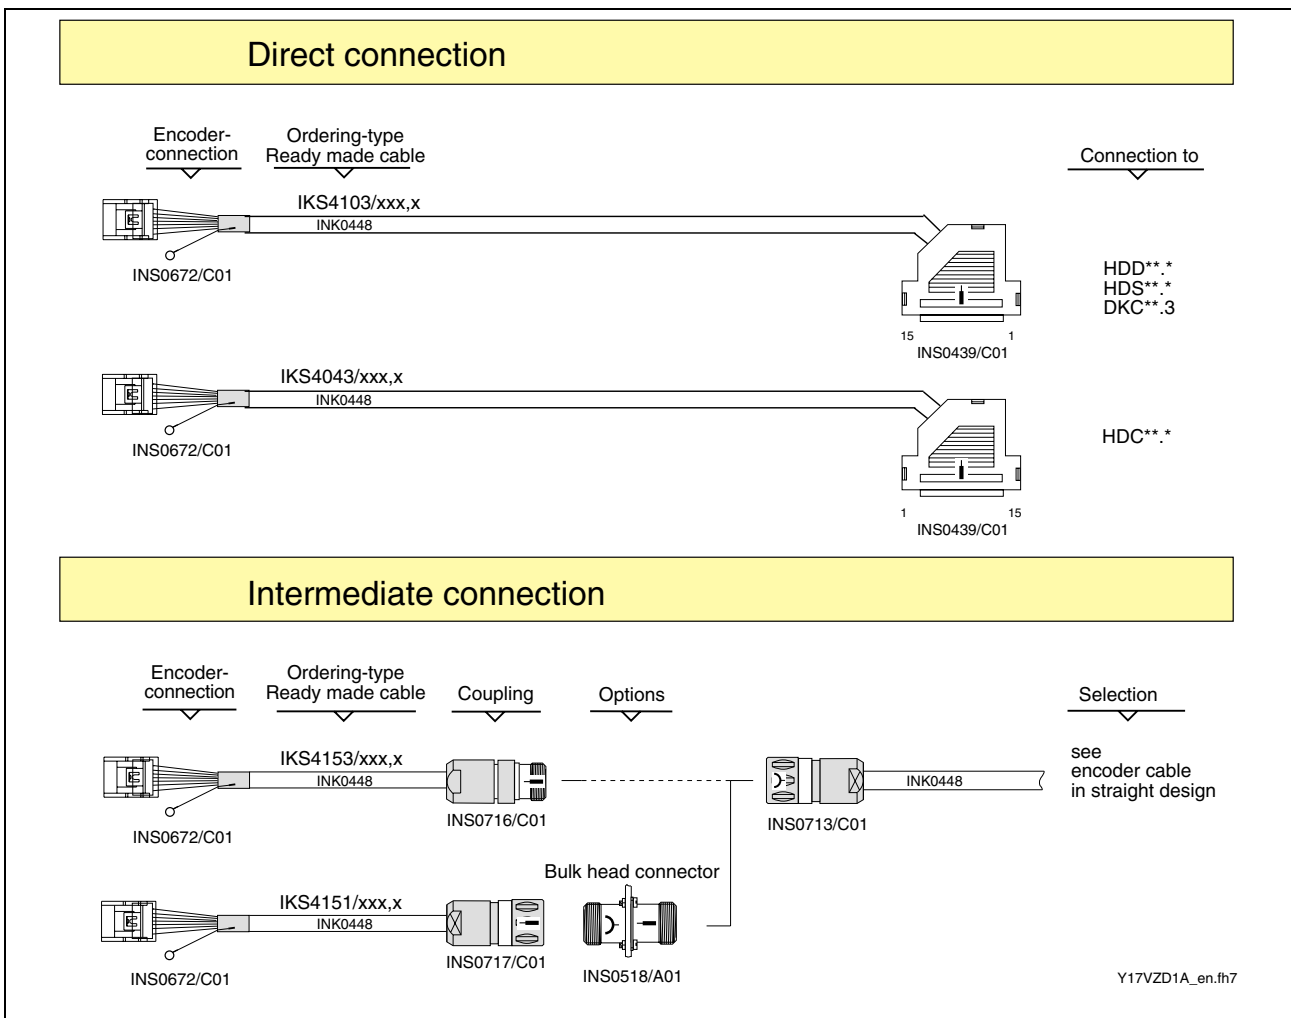 Direct connection
Encoder-
connection
Ordering-type
Ready made cable
Connection to
IKS4103/xxx,x
INK0448
INS0672/C01
HDD**.*
HDS**.*
DKC**.3
15
1
INS0439/C01
IKS4043/xxx,x
INK0448
INS0672/C01
HDC**.*
1
15
INS0439/C01
Intermediate connection
Encoder-
connection
Ordering-type
Ready made cable
Coupling
Options
Selection
IKS4153/xxx,x
INK0448
INS0672/C01
INS0716/C01
INK0448
INS0713/C01
see
encoder cable
in straight design
Bulk head connector
IKS4151/xxx,x
INK0448
INS0672/C01
INS0717/C01
INS0518/A01
Y17VZD1A_en.fh7